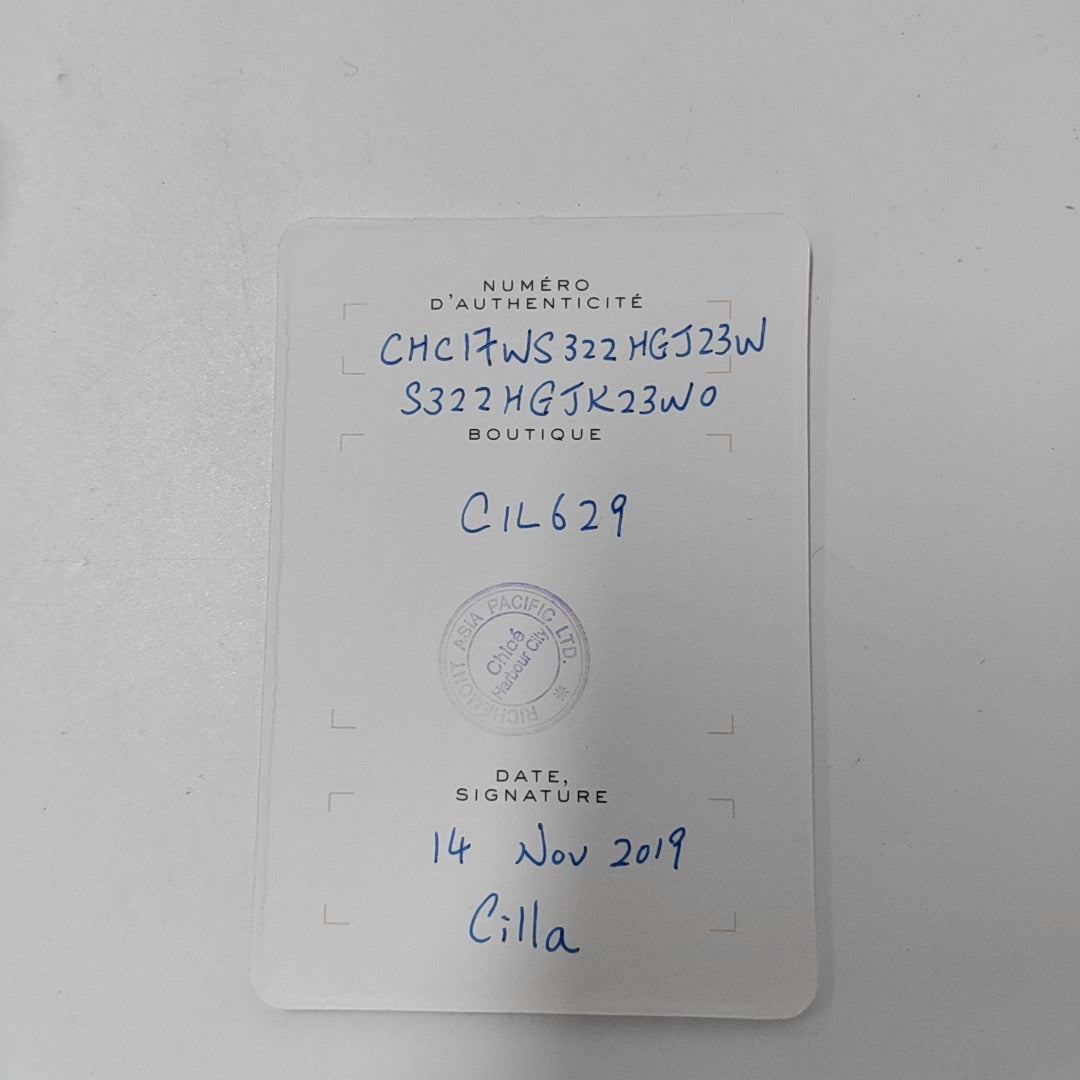 NUMÉRO
D'AUTHENTICITÉ
CHC17WS322HGJ23W
S322HGJK23W0
BOUTIQUE
CIL629
RICHEMONT ASIA PACIFIC LTD.
Chloé
Harbour City
DATE,
SIGNATURE
14 Nov 2019
Cilla